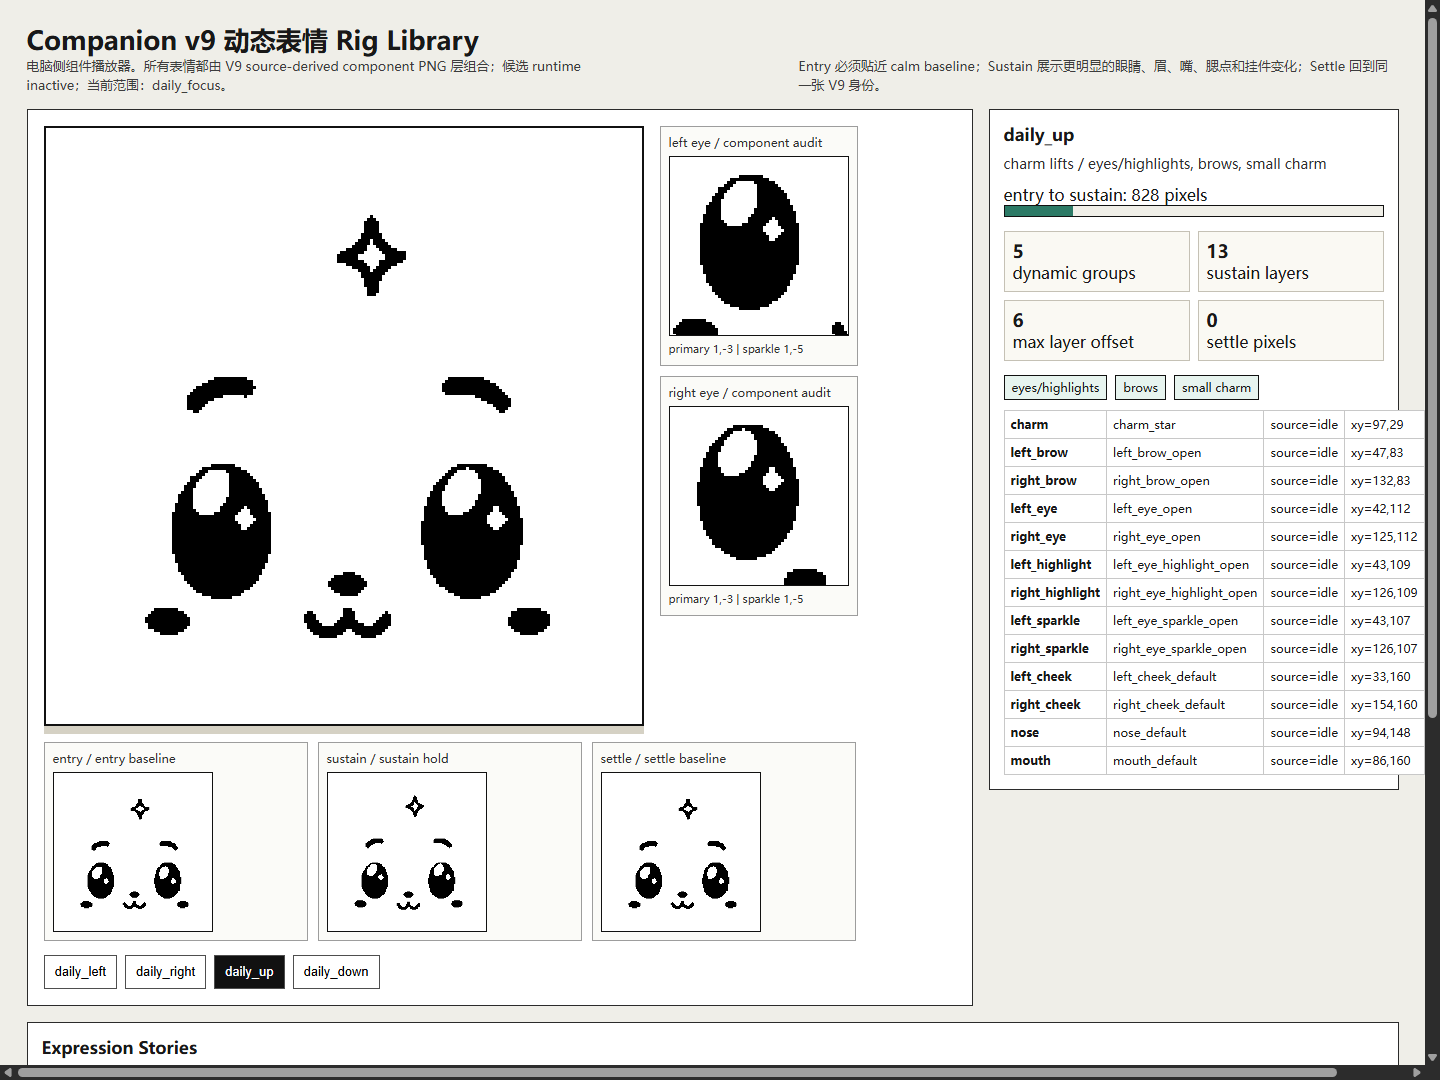 Companion v9 动态表情 Rig Library
电脑侧组件播放器。所有表情都由 V9 source-derived component PNG 层组合；候选 runtime
inactive；当前范围：daily_focus。
Entry 必须贴近 calm baseline；Sustain 展示更明显的眼睛、眉、嘴、腮点和挂件变化；Settle 回到同
一张 V9 身份。
left eye / component audit
primary 1,-3 | sparkle 1,-5
right eye / component audit
primary 1,-3 | sparkle 1,-5
entry / entry baseline
sustain / sustain hold
settle / settle baseline
daily_left
daily_right
daily_up
daily_down
daily_up
charm lifts / eyes/highlights, brows, small charm
entry to sustain: 828 pixels
5
dynamic groups
13
sustain layers
6
max layer offset
0
settle pixels
eyes/highlights
brows
small charm
charm charm_star source=idle xy=97,29
left_brow left_brow_open source=idle xy=47,83
right_brow right_brow_open source=idle xy=132,83
left_eye left_eye_open source=idle xy=42,112
right_eye right_eye_open source=idle xy=125,112
left_highlight left_eye_highlight_open source=idle xy=43,109
right_highlight right_eye_highlight_open source=idle xy=126,109
left_sparkle left_eye_sparkle_open source=idle xy=43,107
right_sparkle right_eye_sparkle_open source=idle xy=126,107
left_cheek left_cheek_default source=idle xy=33,160
right_cheek right_cheek_default source=idle xy=154,160
nose nose_default source=idle xy=94,148
mouth mouth_default source=idle xy=86,160
Expression Stories